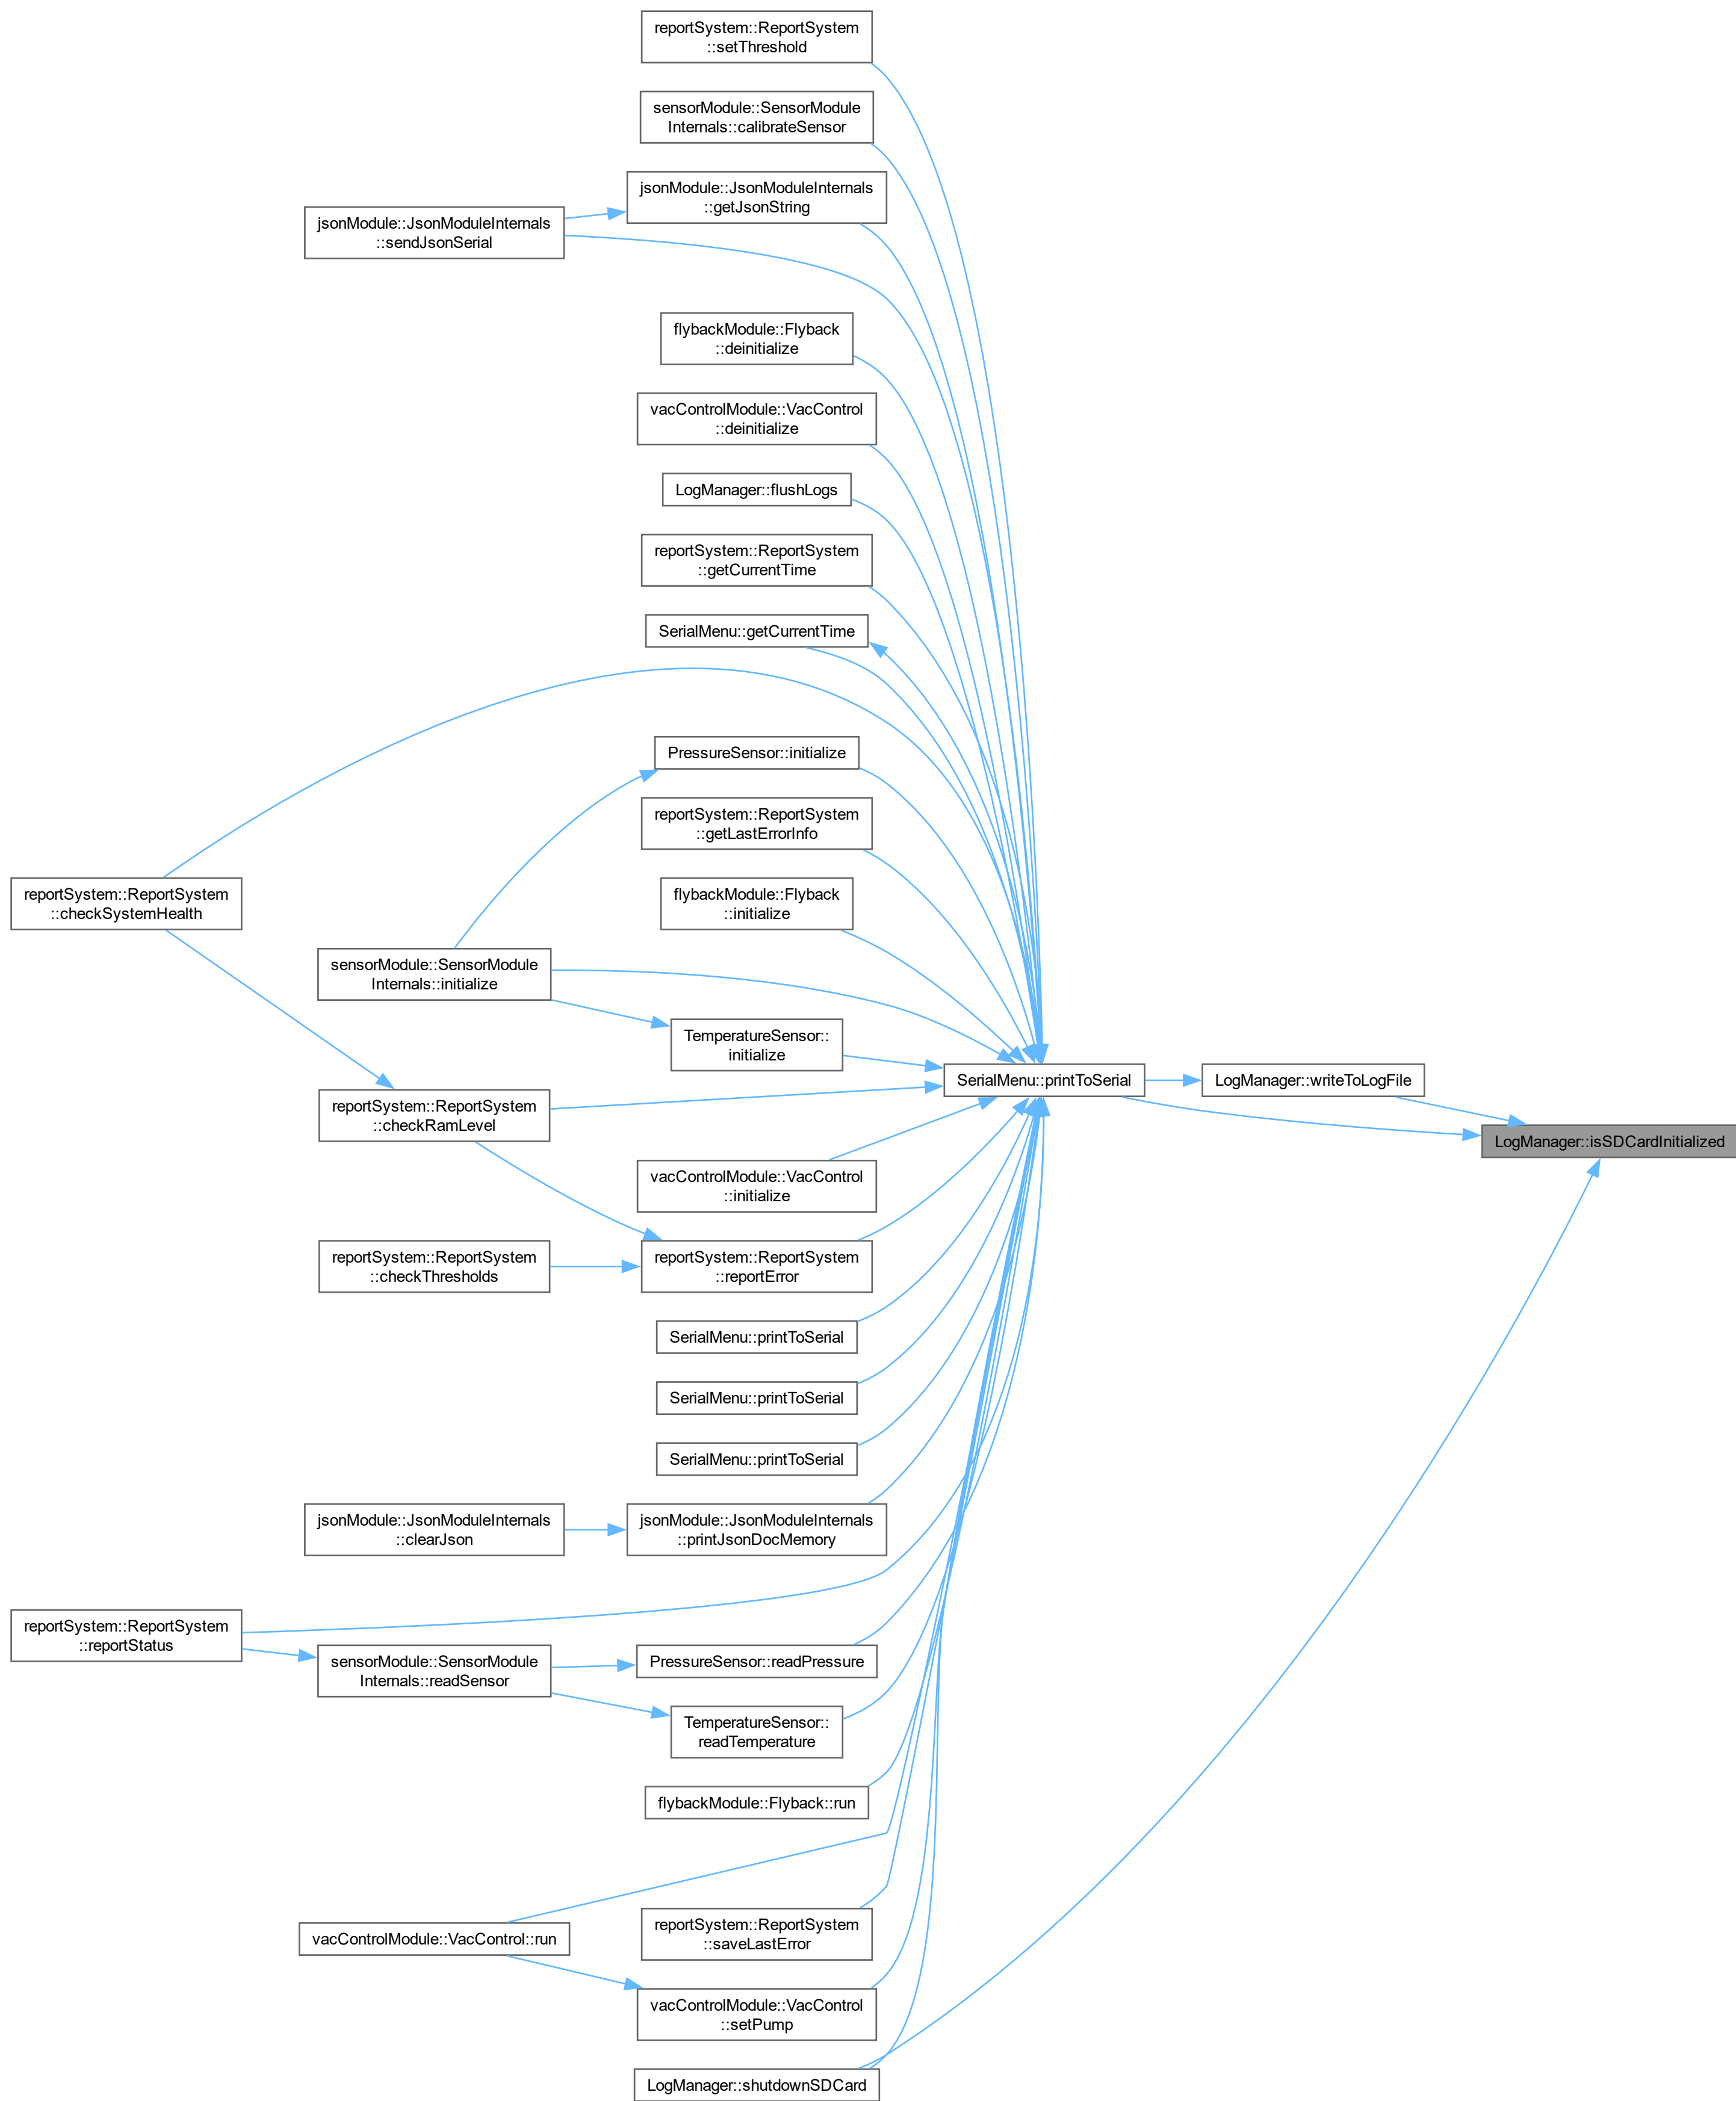 reportSystem::ReportSystem
::setThreshold
sensorModule::SensorModule
Internals::calibrateSensor
jsonModule::JsonModuleInternals
::getJsonString
jsonModule::JsonModuleInternals
::sendJsonSerial
flybackModule::Flyback
::deinitialize
vacControlModule::VacControl
::deinitialize
LogManager::flushLogs
reportSystem::ReportSystem
::getCurrentTime
SerialMenu::getCurrentTime
PressureSensor::initialize
reportSystem::ReportSystem
::getLastErrorInfo
reportSystem::ReportSystem
::checkSystemHealth
flybackModule::Flyback
::initialize
sensorModule::SensorModule
Internals::initialize
TemperatureSensor::
initialize
SerialMenu::printToSerial
LogManager::writeToLogFile
reportSystem::ReportSystem
::checkRamLevel
LogManager::isSDCardInitialized
vacControlModule::VacControl
::initialize
reportSystem::ReportSystem
::checkThresholds
reportSystem::ReportSystem
::reportError
SerialMenu::printToSerial
SerialMenu::printToSerial
SerialMenu::printToSerial
jsonModule::JsonModuleInternals
::clearJson
jsonModule::JsonModuleInternals
::printJsonDocMemory
reportSystem::ReportSystem
::reportStatus
sensorModule::SensorModule
Internals::readSensor
PressureSensor::readPressure
TemperatureSensor::
readTemperature
flybackModule::Flyback::run
vacControlModule::VacControl::run
reportSystem::ReportSystem
::saveLastError
vacControlModule::VacControl
::setPump
LogManager::shutdownSDCard